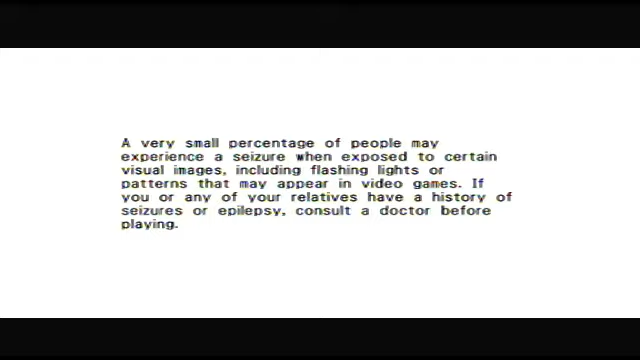 A very small percentage of people may
experience a seizure when exposed to certain
visual images, including flashing lights or
patterns that may appear in video games. If
you or any of your relatives have a history of
seizures or epilepsy, consult a doctor before
playing.